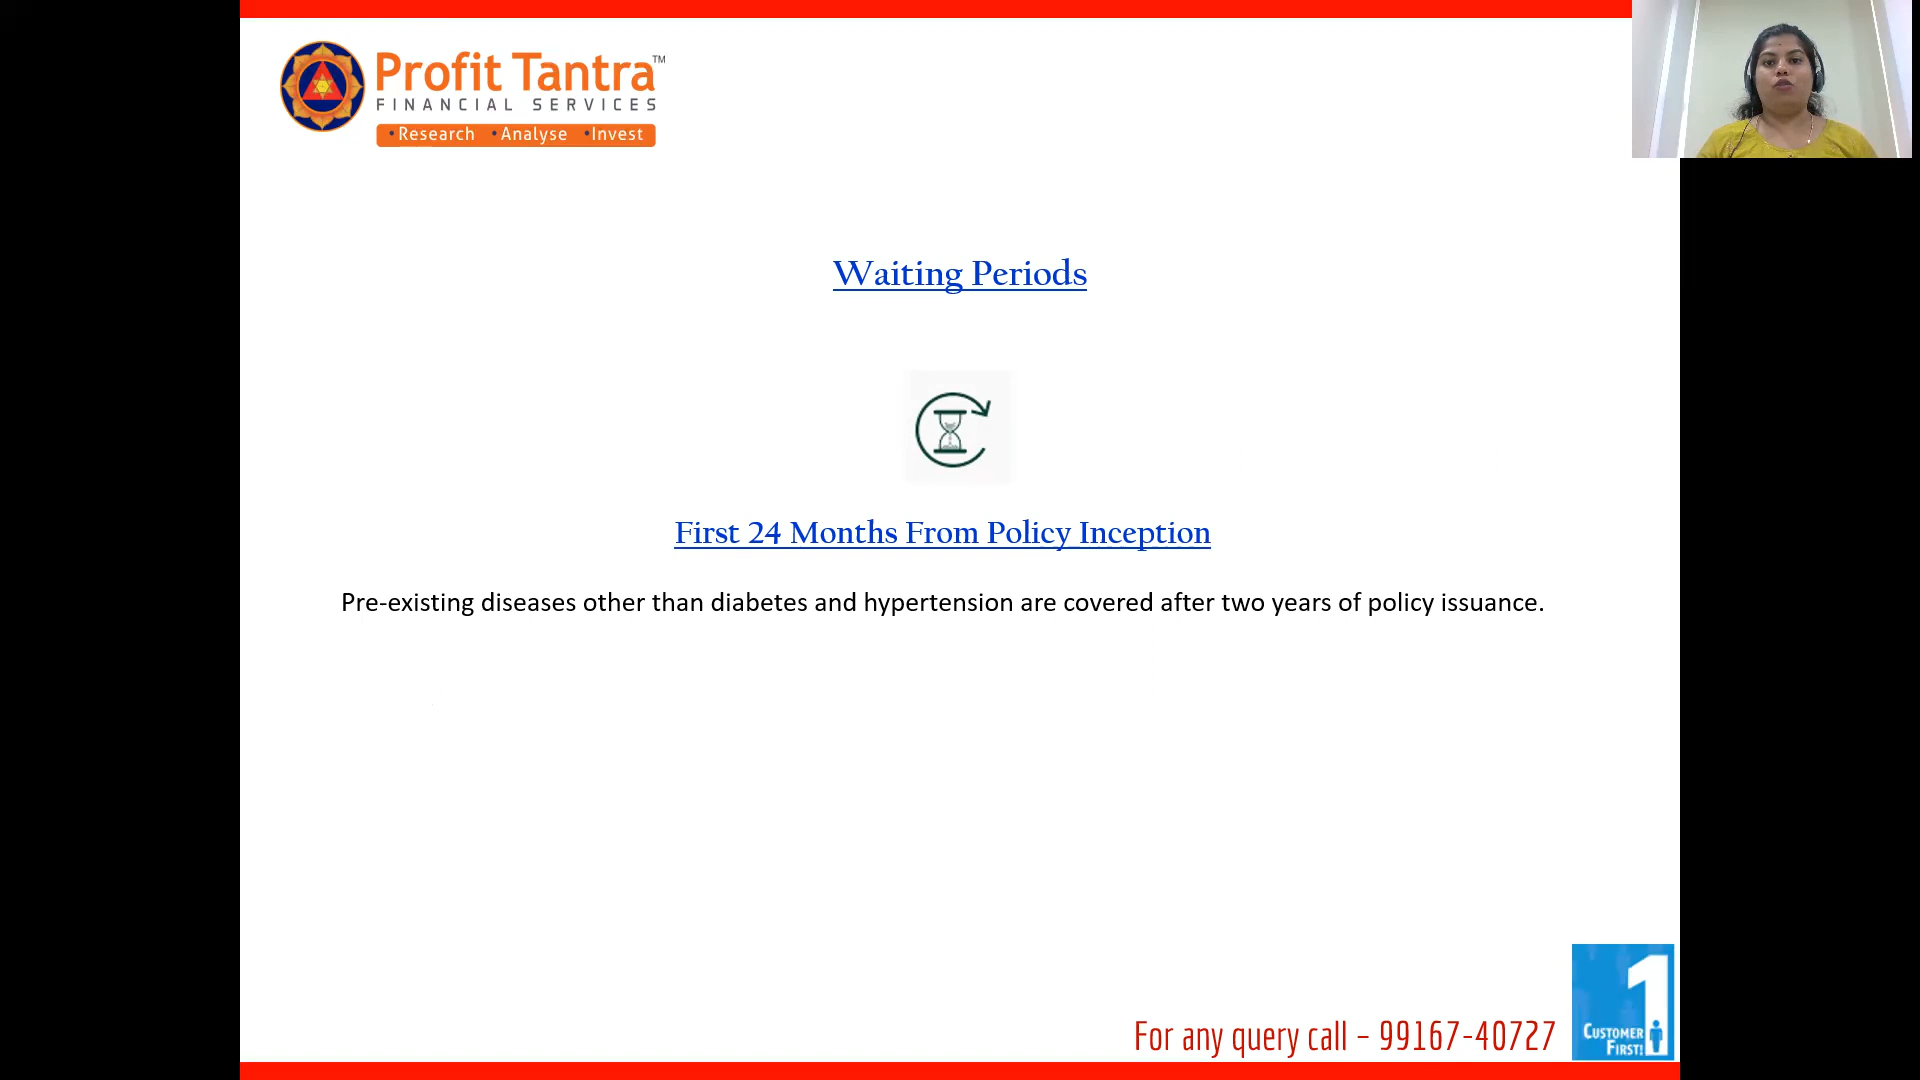 Profit Tantra™
FINANCIAL SERVICES
•Research •Analyse •Invest
Waiting Periods
First 24 Months From Policy Inception
Pre-existing diseases other than diabetes and hypertension are covered after two years of policy issuance.
For any query call – 99167-40727
1
CUSTOMER
FIRST!